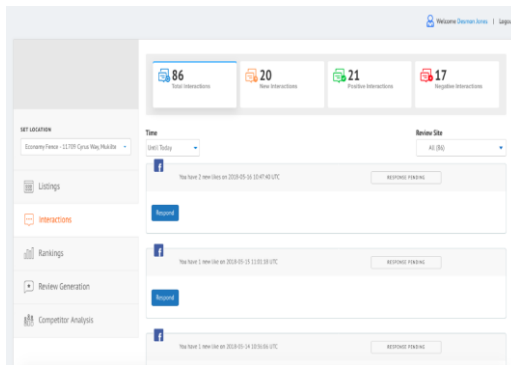 Welcome Desman Jones | Logout
86
Total Interactions
20
New Interactions
21
Positive Interactions
17
Negative Interactions
SET LOCATION
Economy Fence - 11709 Cyrus Way, Mukilte
Time
Until Today
Review Site
All (86)
Listings
Interactions
Rankings
Review Generation
Competitor Analysis
f
You have 2 new likes on 2018-05-16 10:47:40 UTC
RESPONSE PENDING
Respond
f
You have 1 new like on 2018-05-15 11:01:38 UTC
RESPONSE PENDING
Respond
f
You have 1 new like on 2018-05-14 10:56:06 UTC
RESPONSE PENDING